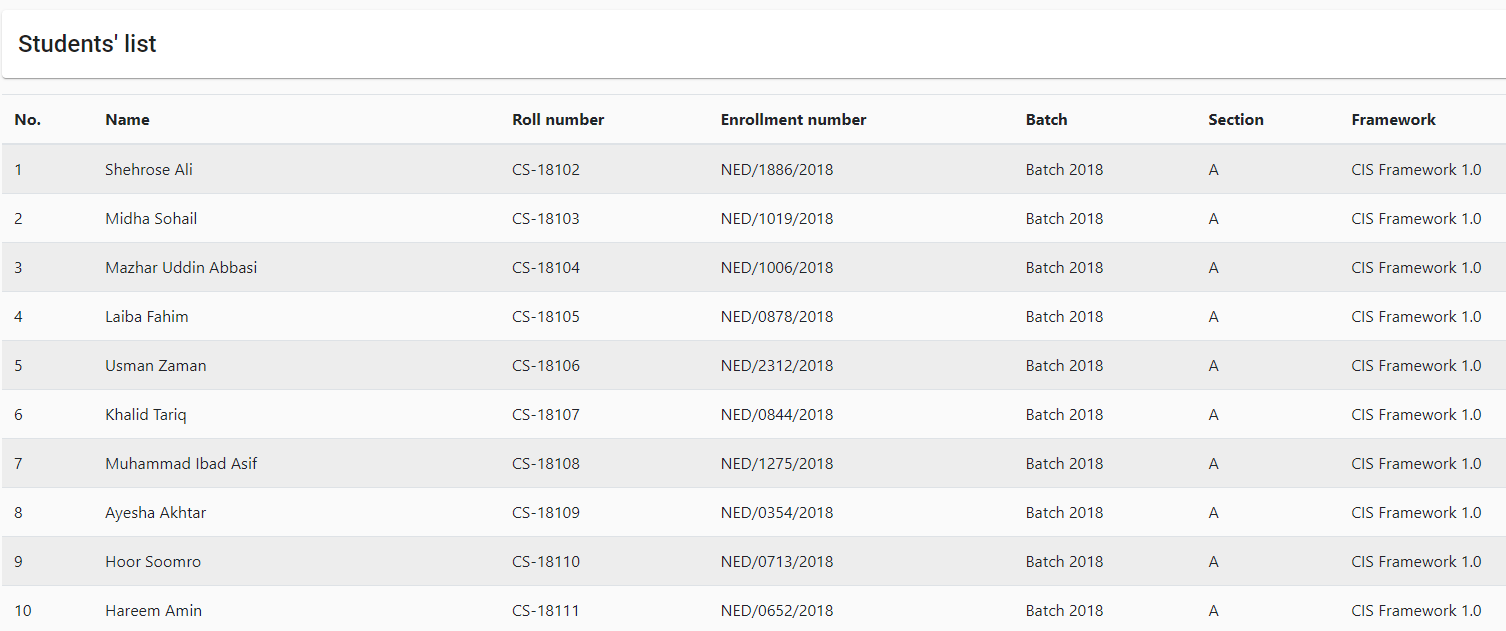 Students' list
No. Name Roll number Enrollment number Batch Section Framework
1 Shehrose Ali CS-18102 NED/1886/2018 Batch 2018 A CIS Framework 1.0
2 Midha Sohail CS-18103 NED/1019/2018 Batch 2018 A CIS Framework 1.0
3 Mazhar Uddin Abbasi CS-18104 NED/1006/2018 Batch 2018 A CIS Framework 1.0
4 Laiba Fahim CS-18105 NED/0878/2018 Batch 2018 A CIS Framework 1.0
5 Usman Zaman CS-18106 NED/2312/2018 Batch 2018 A CIS Framework 1.0
6 Khalid Tariq CS-18107 NED/0844/2018 Batch 2018 A CIS Framework 1.0
7 Muhammad Ibad Asif CS-18108 NED/1275/2018 Batch 2018 A CIS Framework 1.0
8 Ayesha Akhtar CS-18109 NED/0354/2018 Batch 2018 A CIS Framework 1.0
9 Hoor Soomro CS-18110 NED/0713/2018 Batch 2018 A CIS Framework 1.0
10 Hareem Amin CS-18111 NED/0652/2018 Batch 2018 A CIS Framework 1.0